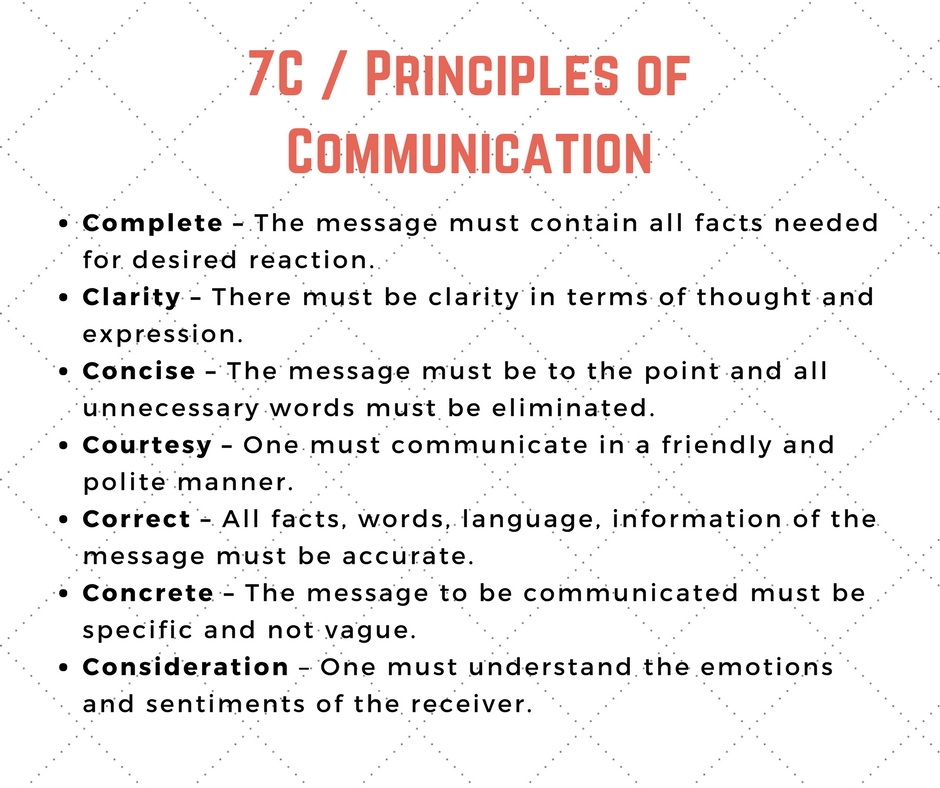 7C / PRINCIPLES OF
COMMUNICATION
• Complete – The message must contain all facts needed
for desired reaction.
• Clarity – There must be clarity in terms of thought and
expression.
• Concise – The message must be to the point and all
unnecessary words must be eliminated.
• Courtesy – One must communicate in a friendly and
polite manner.
• Correct – All facts, words, language, information of the
message must be accurate.
• Concrete – The message to be communicated must be
specific and not vague.
• Consideration – One must understand the emotions
and sentiments of the receiver.